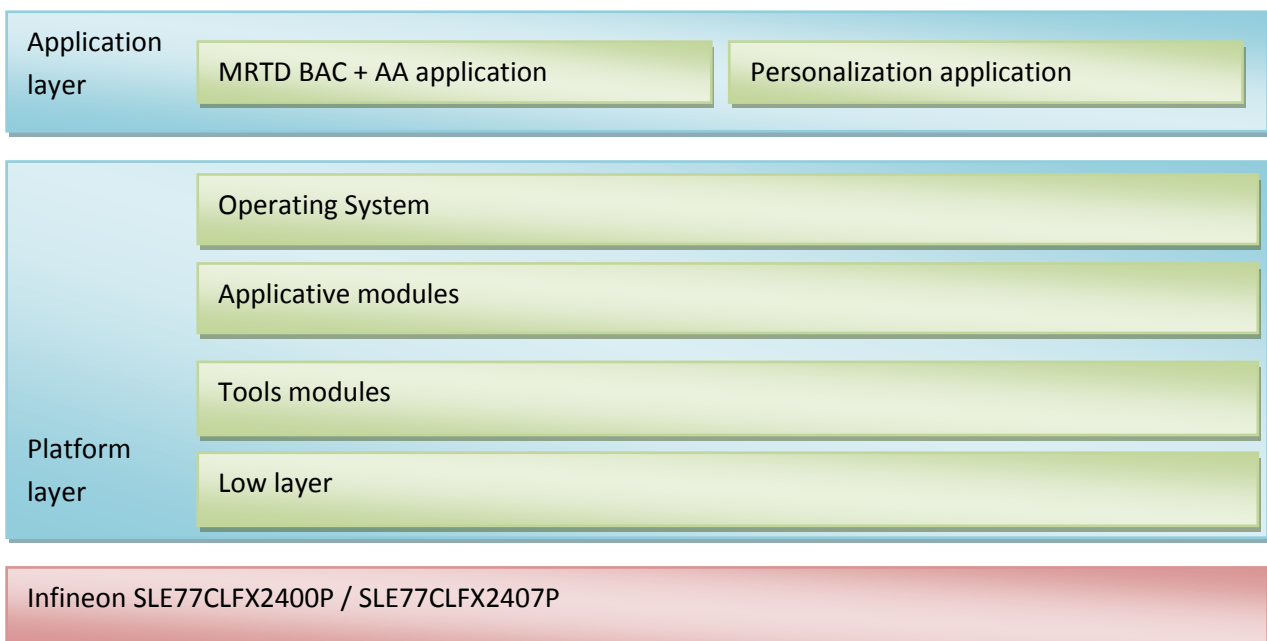 Application
layer
MRTD BAC + AA application
Personalization application
Operating System
Applicative modules
Tools modules
Low layer
Platform
layer
Infineon SLE77CLFX2400P / SLE77CLFX2407P